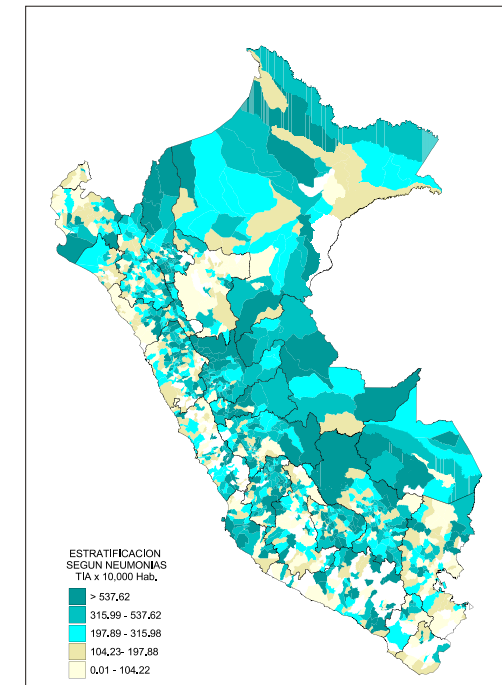 ESTRATIFICACION
SEGUN NEUMONIAS
TIA x 10,000 Hab.
> 537.62
315.99 - 537.62
197.89 - 315.98
104.23- 197.88
0.01 - 104.22